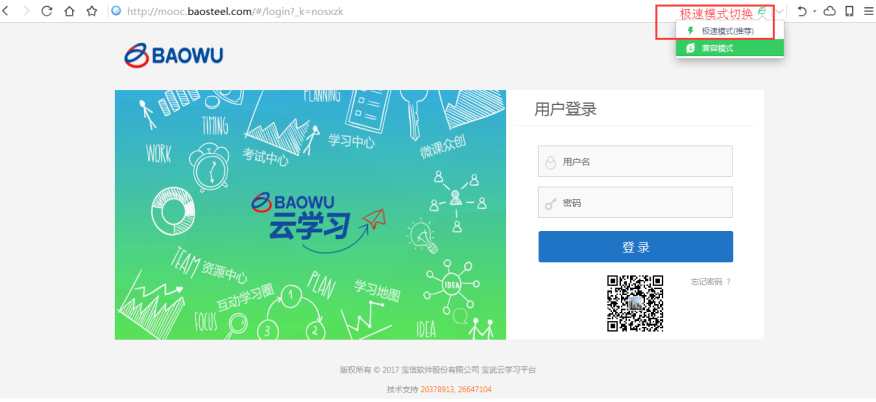 http://mooc.baosteel.com/#/login?_k=nosxzk
极速模式切换
极速模式(推荐)
兼容模式
BAOWU
PLANNING
TIMING
学习中心
微课众创
WORK
考试中心
BAOWU
云学习
TEAM
资源中心
互动学习圈
PLAN
学习地图
IDEA
FOCUS
1
2
3
IDEA
用户登录
用户名
密码
登 录
忘记密码 ？
版权所有 © 2017 宝信软件股份有限公司 宝武云学习平台
技术支持 20378913, 26647104